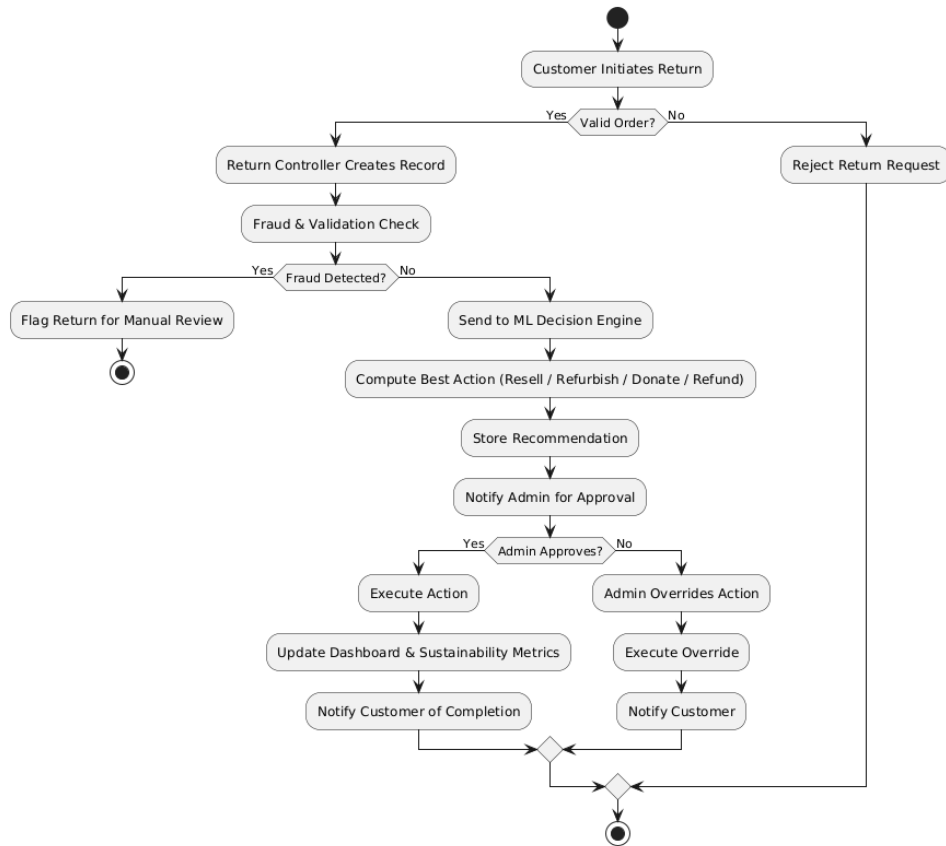 Customer Initiates Return
Yes
Valid Order?
No
Return Controller Creates Record
Reject Return Request
Fraud & Validation Check
Yes
Fraud Detected?
No
Flag Return for Manual Review
Send to ML Decision Engine
Compute Best Action (Resell / Refurbish / Donate / Refund)
Store Recommendation
Notify Admin for Approval
Yes
Admin Approves?
No
Execute Action
Admin Overrides Action
Update Dashboard & Sustainability Metrics
Execute Override
Notify Customer of Completion
Notify Customer